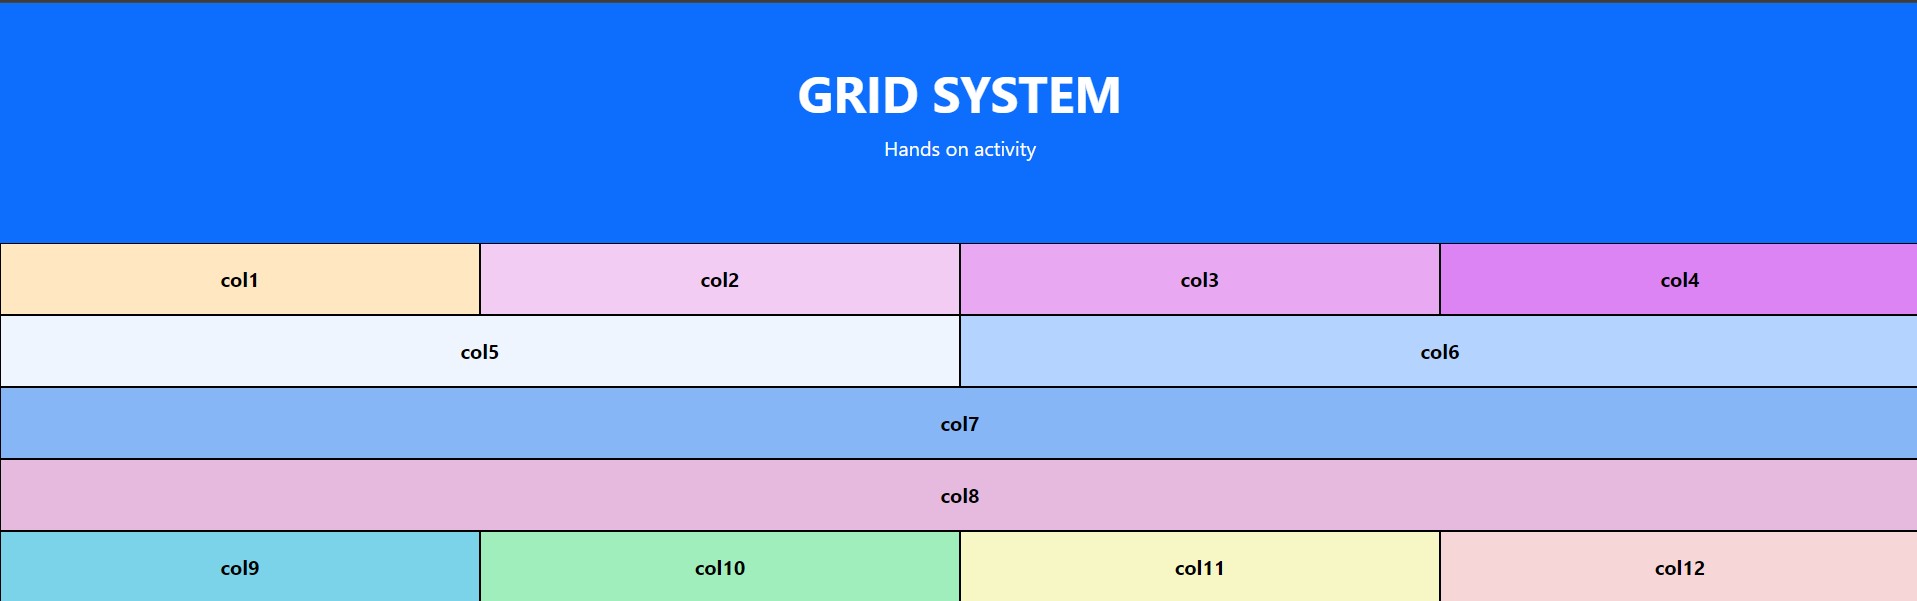 GRID SYSTEM
Hands on activity
col1 col2 col3 col4
col5 col6
col7
col8
col9 col10 col11 col12